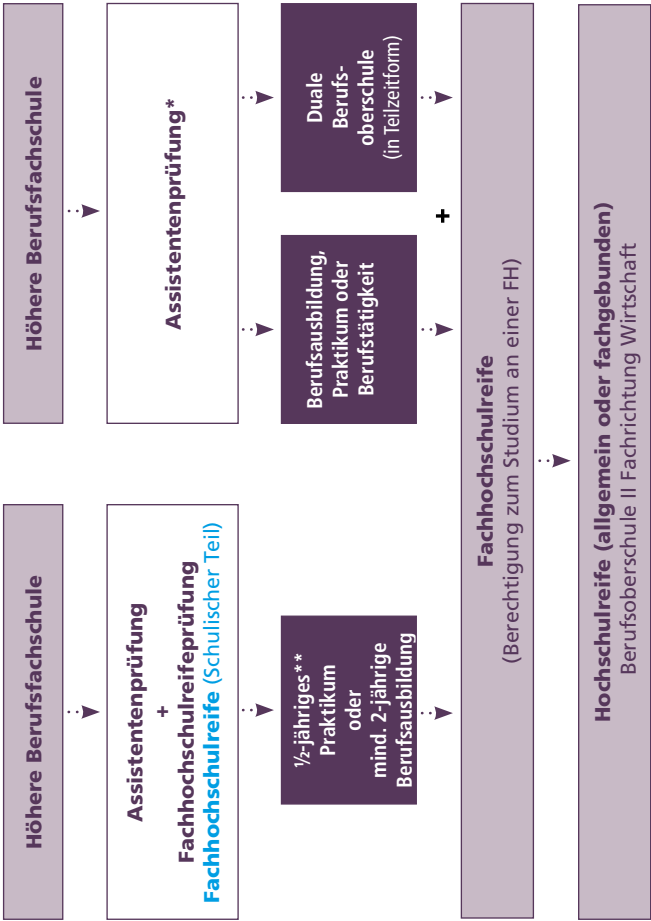 Höhere Berufsfachschule
Assistentenprüfung
+
Fachhochschulreifeprüfung
Fachhochschulreife (Schulischer Teil)
½-jähriges**
Praktikum
oder
mind. 2-jährige
Berufsausbildung
Höhere Berufsfachschule
Assistentenprüfung*
Berufsausbildung,
Praktikum oder
Berufstätigkeit
+
Duale
Berufs-
oberschule
(in Teilzeitform)
Fachhochschulreife
(Berechtigung zum Studium an einer FH)
Hochschulreife (allgemein oder fachgebunden)
Berufsoberschule II Fachrichtung Wirtschaft